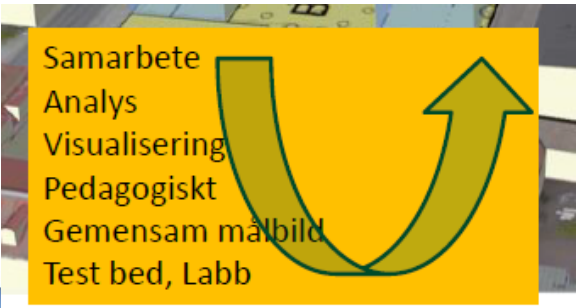 Samarbete
Analys
Visualisering
Pedagogiskt
Gemensam målbild
Test bed, Labb